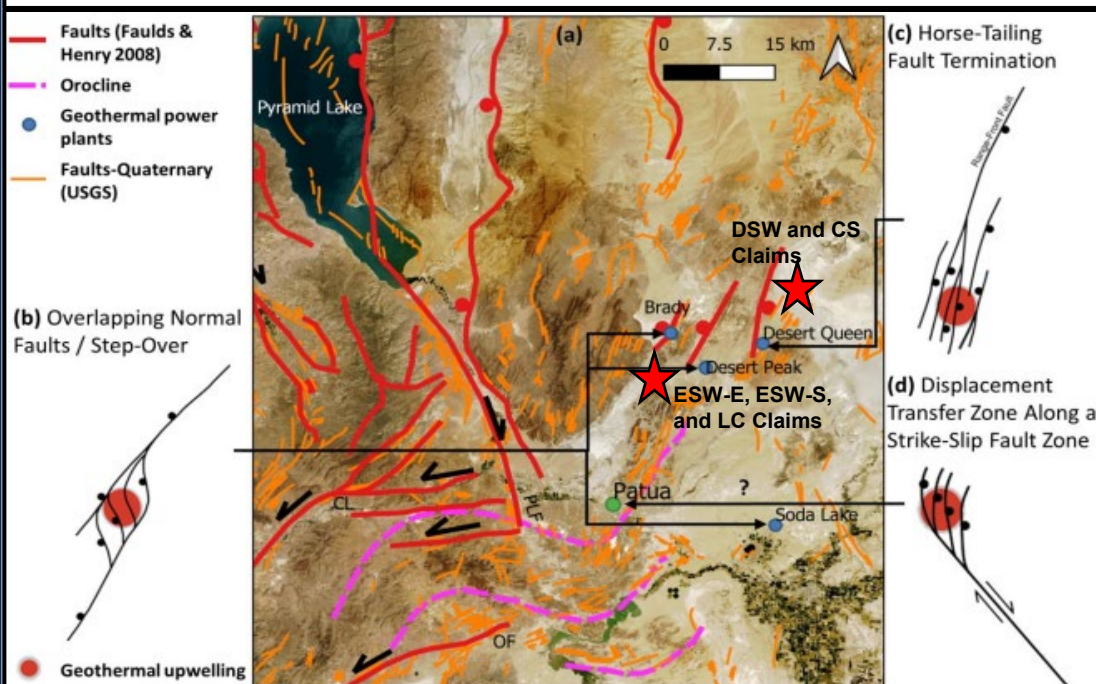 Faults (Faulds &
Henry 2008)
Orocline
Geothermal power
plants
Faults-Quaternary
(USGS)
(a)
0 7.5 15 km
Pyramid Lake
DSW and CS
Claims
Brady
Desert Queen
Desert Peak
ESW-E, ESW-S,
and LC Claims
Patua
?
Soda Lake
CL
PLF
OF
(b) Overlapping Normal
Faults / Step-Over
Geothermal upwelling
(c) Horse-Tailing
Fault Termination
Range-Front Fault
(d) Displacement
Transfer Zone Along a
Strike-Slip Fault Zone